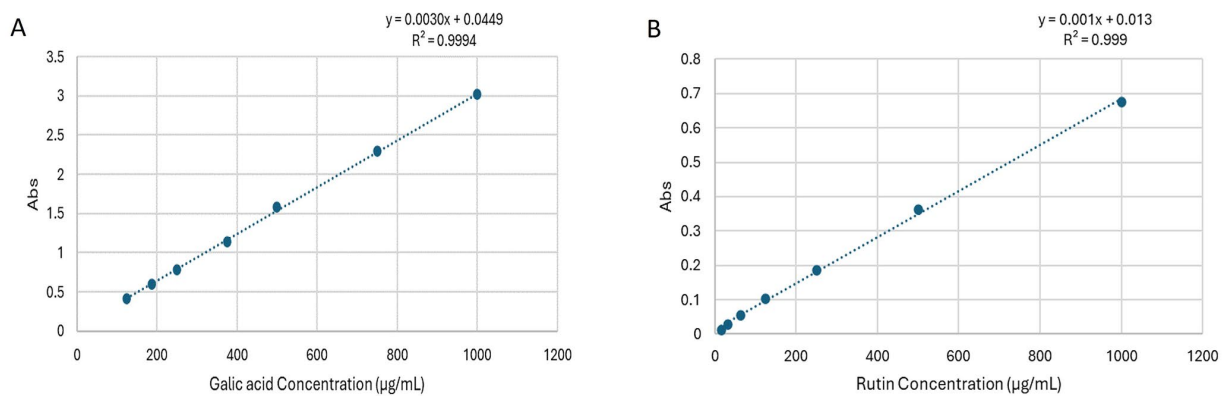 A
y = 0.0030x + 0.0449
R² = 0.9994
3.5
3
2.5
2
1.5
1
0.5
0
Abs
0 200 400 600 800 1000 1200
Galic acid Concentration (µg/mL)
B
y = 0.001x + 0.013
R² = 0.999
0.8
0.7
0.6
0.5
0.4
0.3
0.2
0.1
0
Abs
0 200 400 600 800 1000 1200
Rutin Concentration (µg/mL)